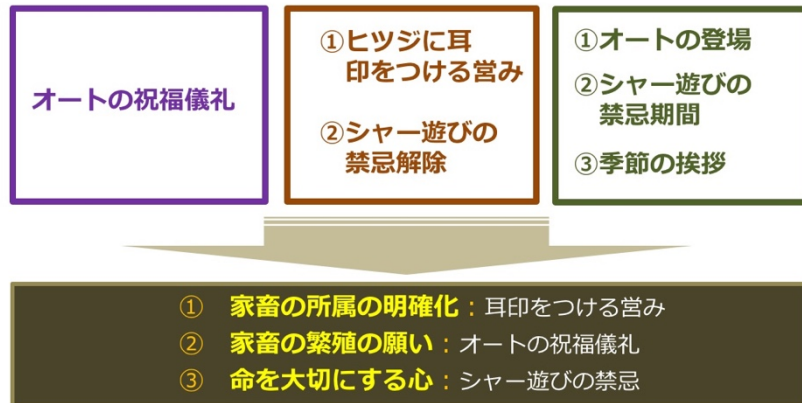 オートの祝福儀礼
①ヒツジに耳
印をつける営み
②シャー遊びの
禁忌解除
①オートの登場
②シャー遊びの
禁忌期間
③季節の挨拶
① 家畜の所属の明確化：耳印をつける営み
② 家畜の繁殖の願い：オートの祝福儀礼
③ 命を大切にする心：シャー遊びの禁忌